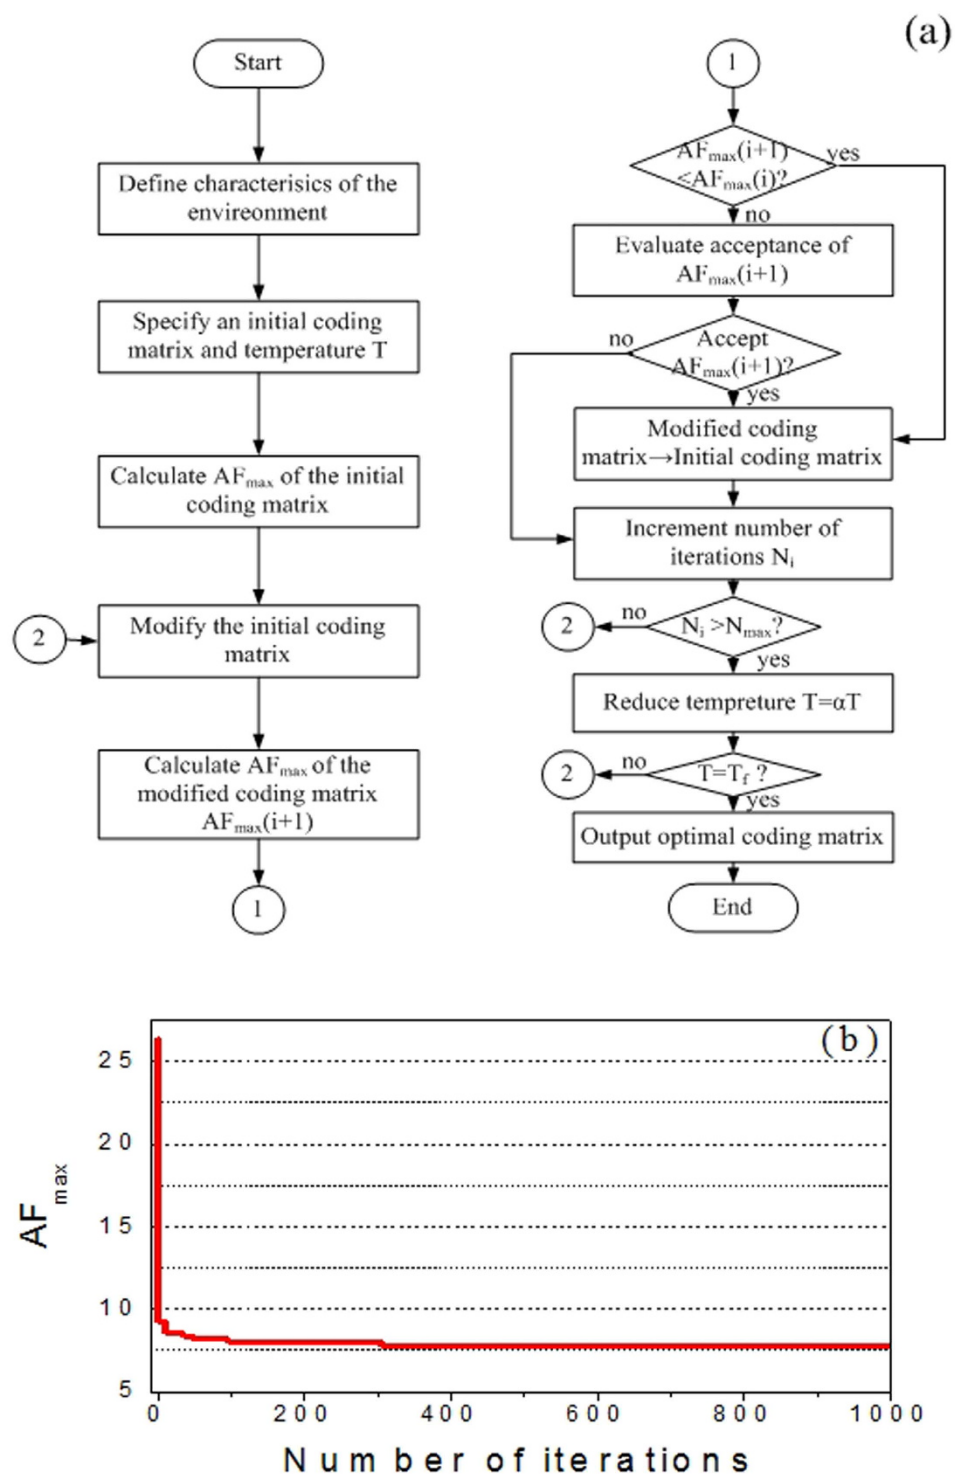 (a)
Start
Define characterisics of the
envireonment
Specify an initial coding
matrix and temperature T
Calculate AFmax of the initial
coding matrix
2
Modify the initial coding
matrix
Calculate AFmax of the
modified coding matrix
AFmax(i+1)
1
1
AFmax(i+1)
<AFmax(i)?
yes
no
Evaluate acceptance of
AFmax(i+1)
no
Accept
AFmax(i+1)?
yes
Modified coding
matrix→Initial coding matrix
Increment number of
iterations Ni
2
no
Ni >Nmax?
yes
Reduce tempreture T=αT
2
no
T=Tf ?
yes
Output optimal coding matrix
End
(b)
25
20
15
10
5
AFmax
0 200 400 600 800 1000
Number of iterations